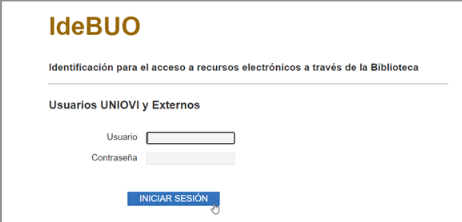 IdeBUO
Identificación para el acceso a recursos electrónicos a través de la Biblioteca
Usuarios UNIOVI y Externos
Usuario
Contraseña
INICIAR SESIÓN